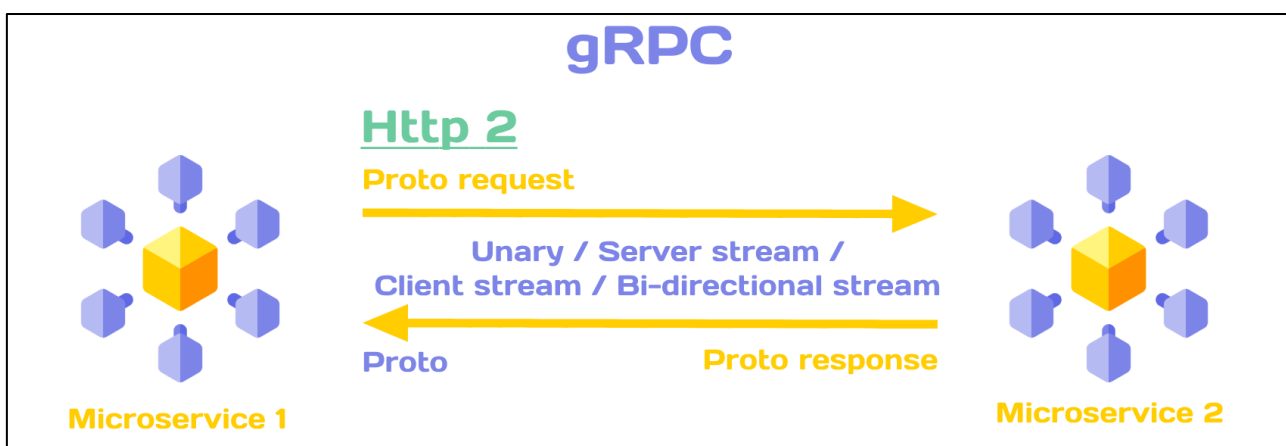 gRPC
Http 2
Proto request
Unary / Server stream /
Client stream / Bi-directional stream
Proto
Proto response
Microservice 1
Microservice 2